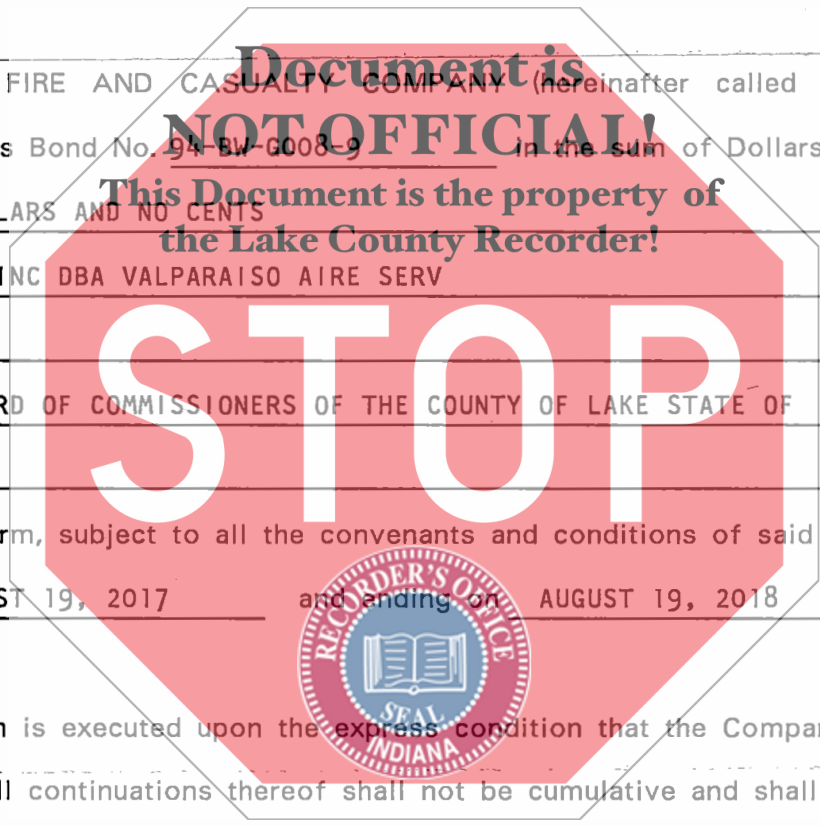 Document is
FIRE AND CASUALTY COMPANY (hereinafter called
NOT OFFICIAL!
s Bond No. 94-BW-G008-9 in the sum of Dollars
This Document is the property of
LARS AND NO CENTS
the Lake County Recorder!
INC DBA VALPARAISO AIRE SERV
STOP
RD OF COMMISSIONERS OF THE COUNTY OF LAKE STATE OF
rm, subject to all the convenants and conditions of said
ST 19, 2017 and ending on AUGUST 19, 2018
RECORDER'S OFFICE
SEAL
INDIANA
is executed upon the express condition that the Compan
ll continuations thereof shall not be cumulative and shall